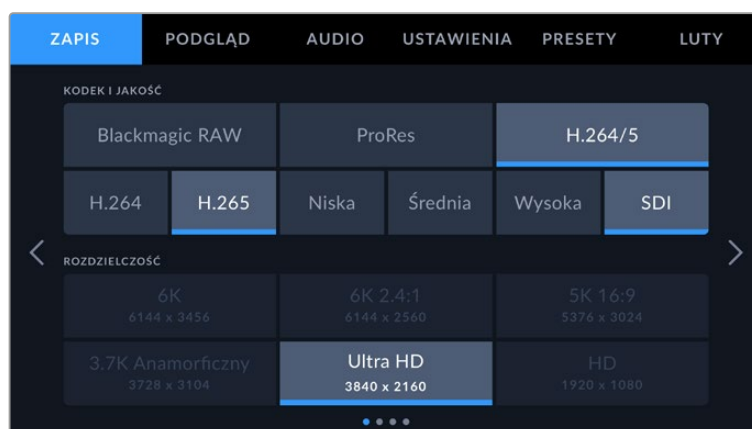 ZAPIS PODGLĄD AUDIO USTAWIENIA PRESETY LUTY
KODEK I JAKOŚĆ
Blackmagic RAW ProRes H.264/5
H.264 H.265 Niska Średnia Wysoka SDI
ROZDZIELCZOŚĆ
6K 6K 2.4:1 5K 16:9
6144 x 3456 6144 x 2560 5376 x 3024
3.7K Anamorficzny Ultra HD HD
3728 x 3104 3840 x 2160 1920 x 1080